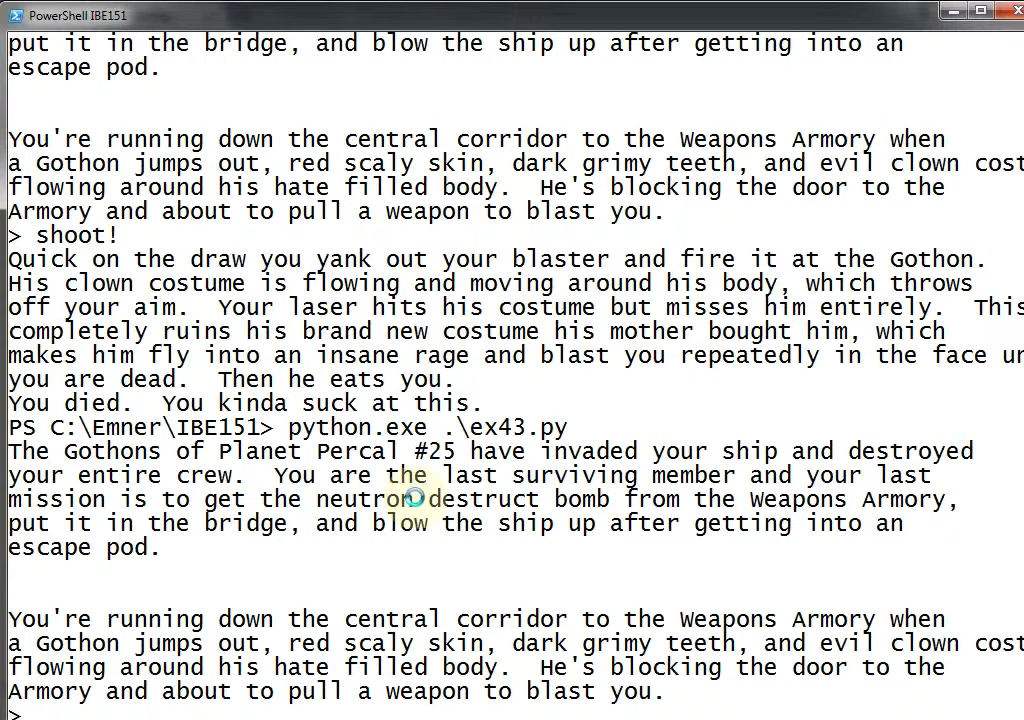 PowerShell IBE151
put it in the bridge, and blow the ship up after getting into an
escape pod.
You're running down the central corridor to the Weapons Armory when
a Gothon jumps out, red scaly skin, dark grimy teeth, and evil clown cost
flowing around his hate filled body.  He's blocking the door to the
Armory and about to pull a weapon to blast you.
> shoot!
Quick on the draw you yank out your blaster and fire it at the Gothon.
His clown costume is flowing and moving around his body, which throws
off your aim.  Your laser hits his costume but misses him entirely.  This
completely ruins his brand new costume his mother bought him, which
makes him fly into an insane rage and blast you repeatedly in the face un
you are dead.  Then he eats you.
You died.  You kinda suck at this.
PS C:\Emner\IBE151> python.exe .\ex43.py
The Gothons of Planet Percal #25 have invaded your ship and destroyed
your entire crew.  You are the last surviving member and your last
mission is to get the neutron destruct bomb from the Weapons Armory,
put it in the bridge, and blow the ship up after getting into an
escape pod.
You're running down the central corridor to the Weapons Armory when
a Gothon jumps out, red scaly skin, dark grimy teeth, and evil clown cost
flowing around his hate filled body.  He's blocking the door to the
Armory and about to pull a weapon to blast you.
>